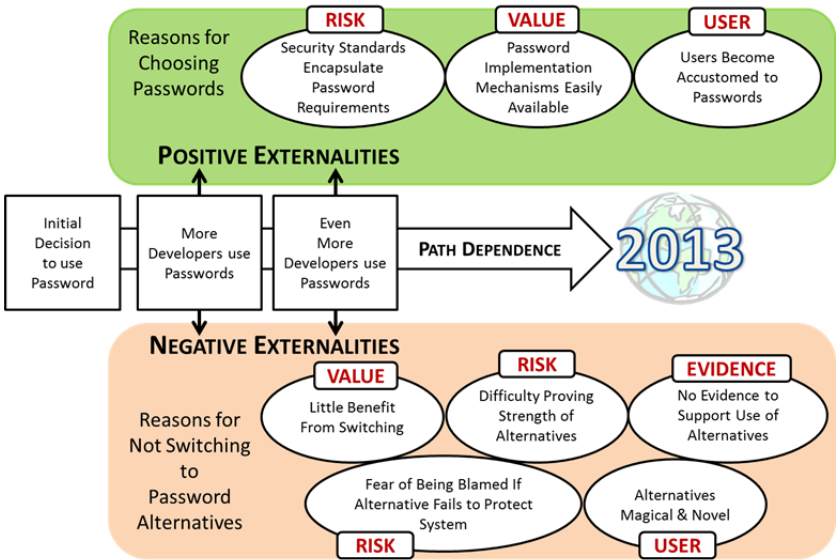 Reasons for
Choosing
Passwords
RISK
Security Standards
Encapsulate
Password
Requirements
VALUE
Password
Implementation
Mechanisms Easily
Available
USER
Users Become
Accustomed to
Passwords
POSITIVE EXTERNALITIES
Initial
Decision
to use
Password
More
Developers use
Passwords
Even
More
Developers use
Passwords
PATH DEPENDENCE
2013
NEGATIVE EXTERNALITIES
Reasons for
Not Switching
to
Password
Alternatives
VALUE
Little Benefit
From Switching
RISK
Difficulty Proving
Strength of
Alternatives
EVIDENCE
No Evidence to
Support Use of
Alternatives
Fear of Being Blamed If
Alternative Fails to Protect
System
RISK
Alternatives
Magical & Novel
USER